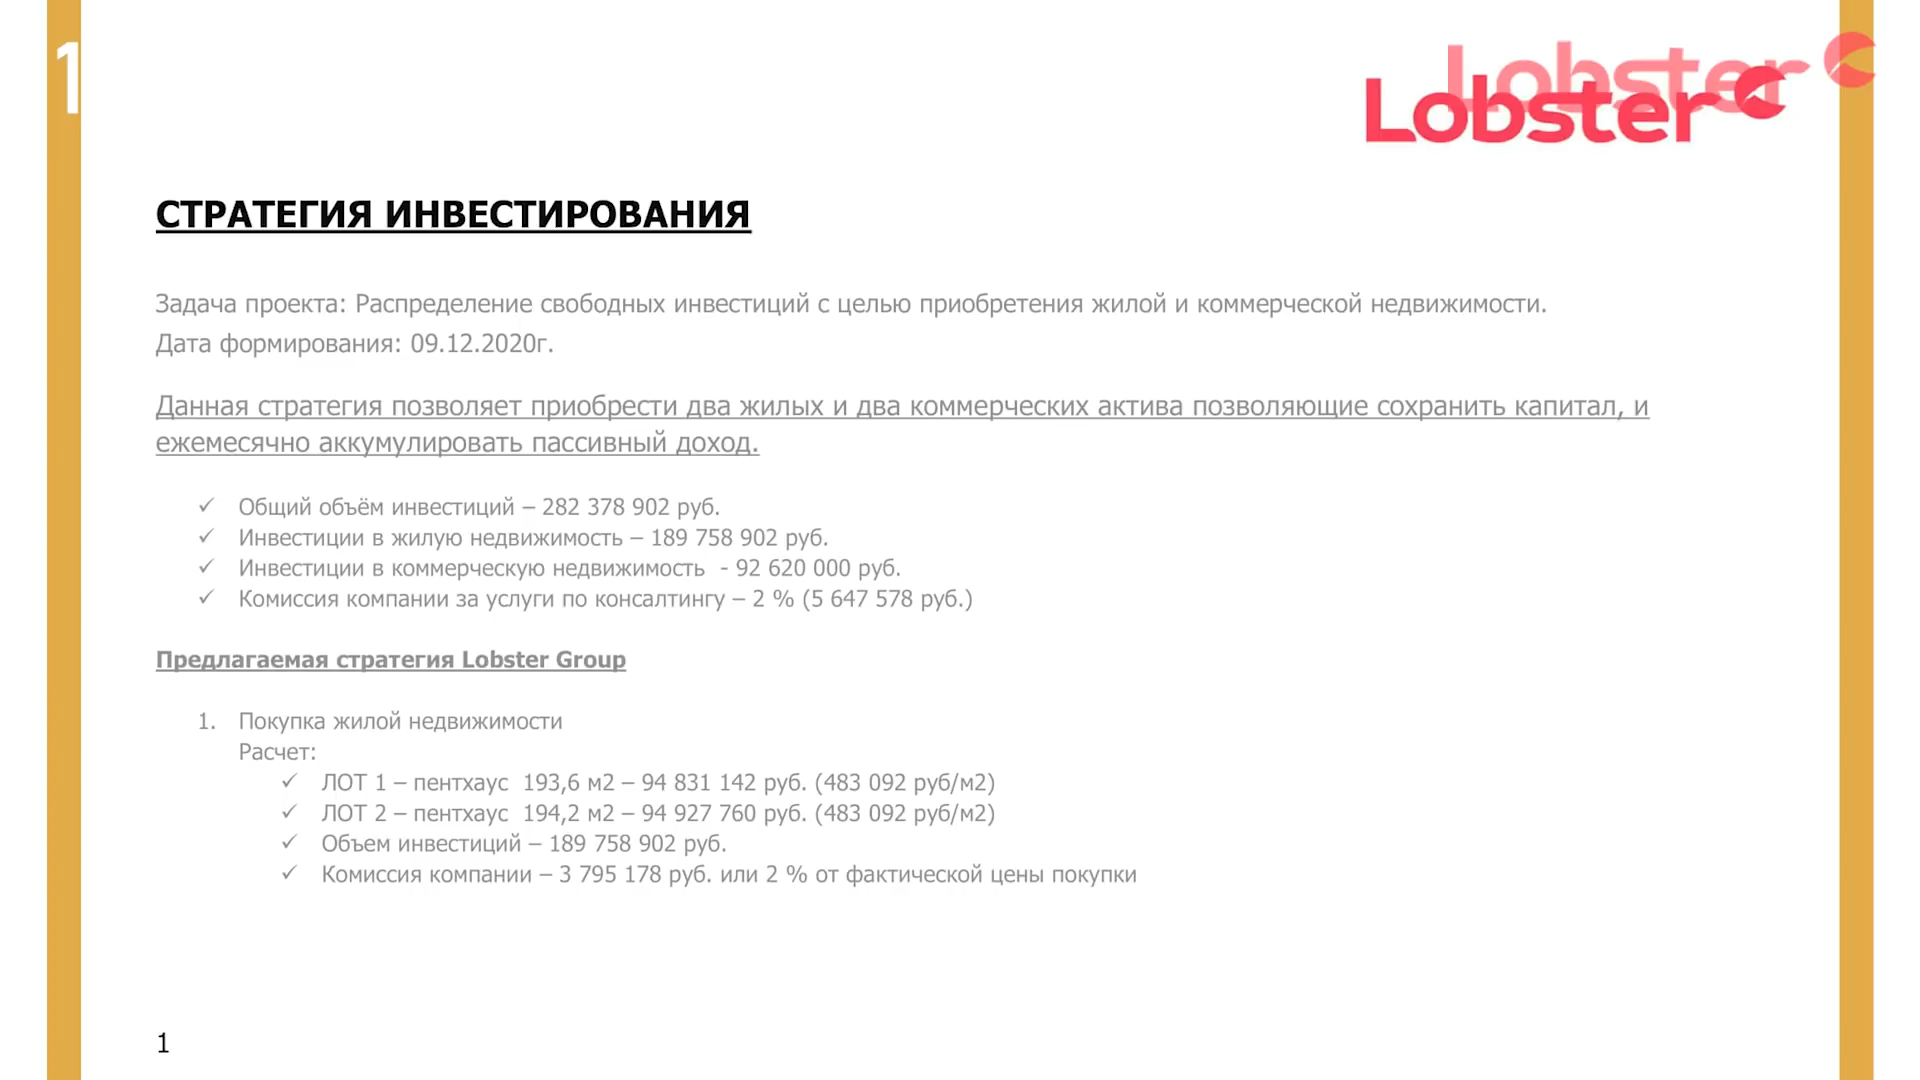 1
Lobster
Lobster
СТРАТЕГИЯ ИНВЕСТИРОВАНИЯ
Задача проекта: Распределение свободных инвестиций с целью приобретения жилой и коммерческой недвижимости.
Дата формирования: 09.12.2020г.
Данная стратегия позволяет приобрести два жилых и два коммерческих актива позволяющие сохранить капитал, и
ежемесячно аккумулировать пассивный доход.
✓ Общий объём инвестиций – 282 378 902 руб.
✓ Инвестиции в жилую недвижимость – 189 758 902 руб.
✓ Инвестиции в коммерческую недвижимость - 92 620 000 руб.
✓ Комиссия компании за услуги по консалтингу – 2 % (5 647 578 руб.)
Предлагаемая стратегия Lobster Group
1. Покупка жилой недвижимости
Расчет:
✓ ЛОТ 1 – пентхаус 193,6 м2 – 94 831 142 руб. (483 092 руб/м2)
✓ ЛОТ 2 – пентхаус 194,2 м2 – 94 927 760 руб. (483 092 руб/м2)
✓ Объем инвестиций – 189 758 902 руб.
✓ Комиссия компании – 3 795 178 руб. или 2 % от фактической цены покупки
1